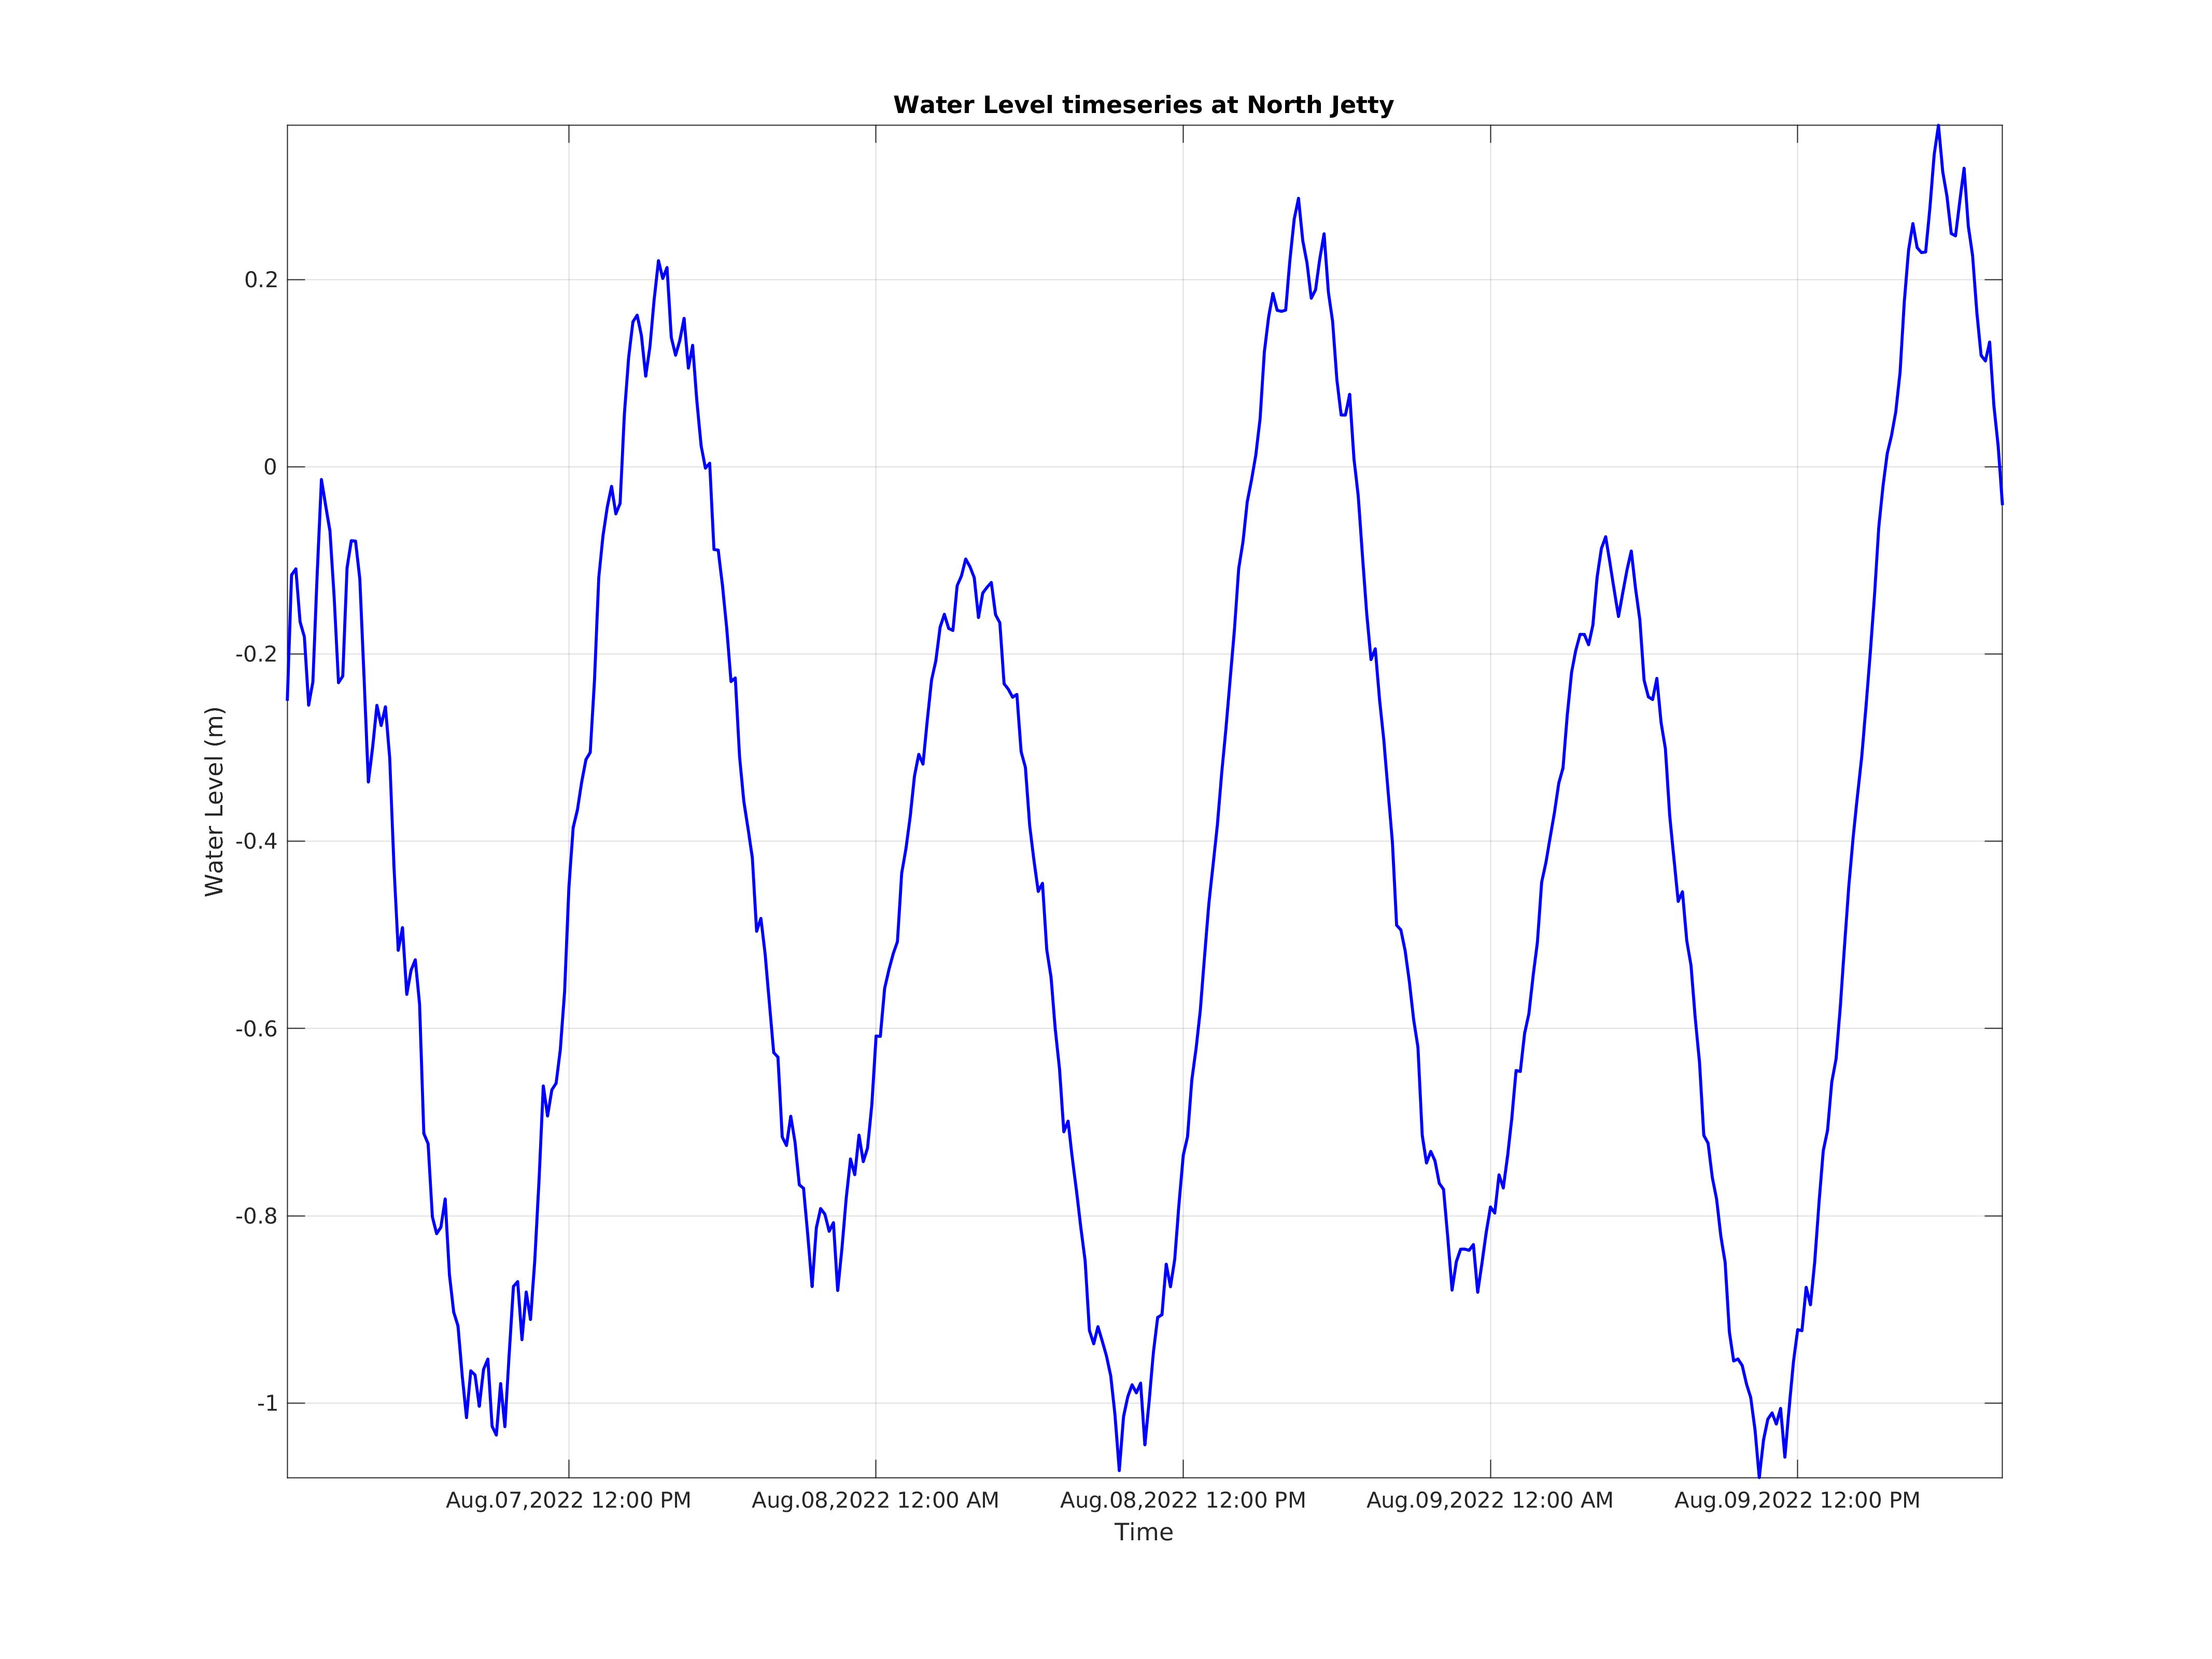 Water Level timeseries at North Jetty
0.2
0
-0.2
-0.4
-0.6
-0.8
-1
Water Level (m)
Aug.07,2022 12:00 PM
Aug.08,2022 12:00 AM
Aug.08,2022 12:00 PM
Aug.09,2022 12:00 AM
Aug.09,2022 12:00 PM
Time